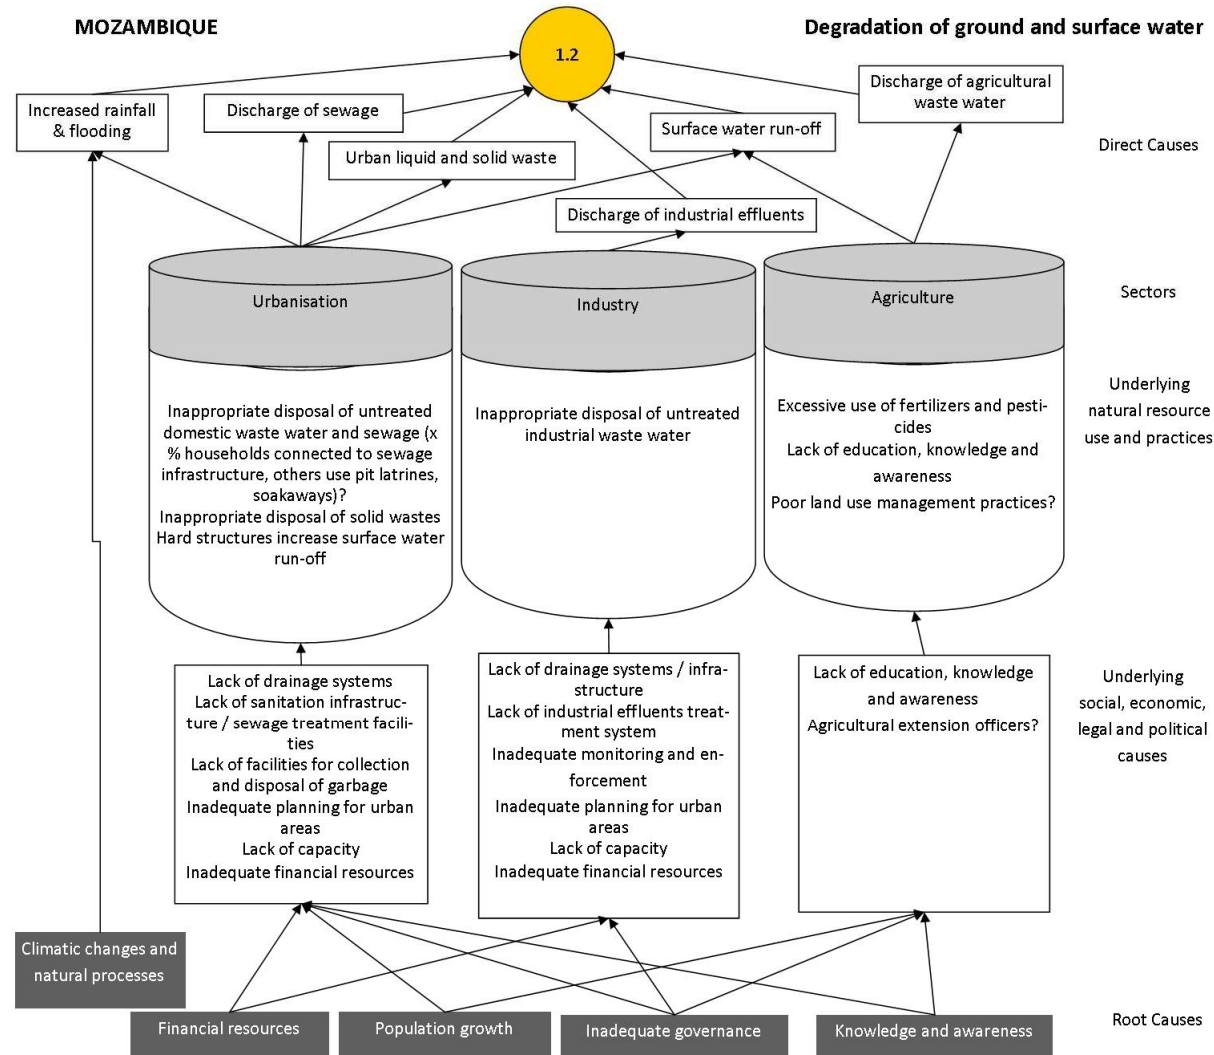 MOZAMBIQUE
Degradation of ground and surface water
1.2
Increased rainfall
& flooding
Discharge of sewage
Urban liquid and solid waste
Surface water run-off
Discharge of agricultural
waste water
Discharge of industrial effluents
Direct Causes
Urbanisation
Industry
Agriculture
Sectors
Inappropriate disposal of untreated
domestic waste water and sewage (x
% households connected to sewage
infrastructure, others use pit latrines,
soakaways)?
Inappropriate disposal of solid wastes
Hard structures increase surface water
run-off
Inappropriate disposal of untreated
industrial waste water
Excessive use of fertilizers and pesti-
cides
Lack of education, knowledge and
awareness
Poor land use management practices?
Underlying
natural resource
use and practices
Lack of drainage systems
Lack of sanitation infrastruc-
ture / sewage treatment facili-
ties
Lack of facilities for collection
and disposal of garbage
Inadequate planning for urban
areas
Lack of capacity
Inadequate financial resources
Lack of drainage systems / infra-
structure
Lack of industrial effluents treat-
ment system
Inadequate monitoring and en-
forcement
Inadequate planning for urban
areas
Lack of capacity
Inadequate financial resources
Lack of education, knowledge
and awareness
Agricultural extension officers?
Underlying
social, economic,
legal and political
causes
Climatic changes and
natural processes
Financial resources
Population growth
Inadequate governance
Knowledge and awareness
Root Causes